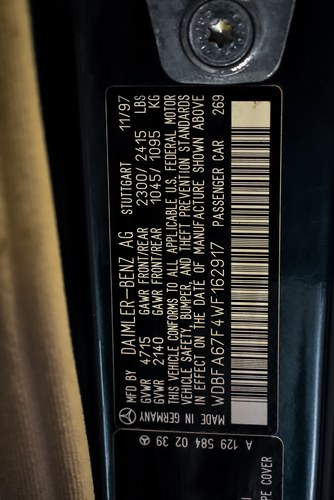 MFD BY DAIMLER-BENZ AG STUTTGART 11/97
GVWR 4715 GAWR FRONT/REAR 2300/ 2415 LBS
GVWR 2140 GAWR FRONT/REAR 1045/ 1095 KG
THIS VEHICLE CONFORMS TO ALL APPLICABLE U.S. FEDERAL MOTOR
VEHICLE SAFETY, BUMPER, AND THEFT PREVENTION STANDARDS
IN EFFECT ON THE DATE OF MANUFACTURE SHOWN ABOVE
WDBFA67F4WF162917 PASSENGER CAR 269
MADE IN GERMANY
A 129 584 02 39
PE COVER